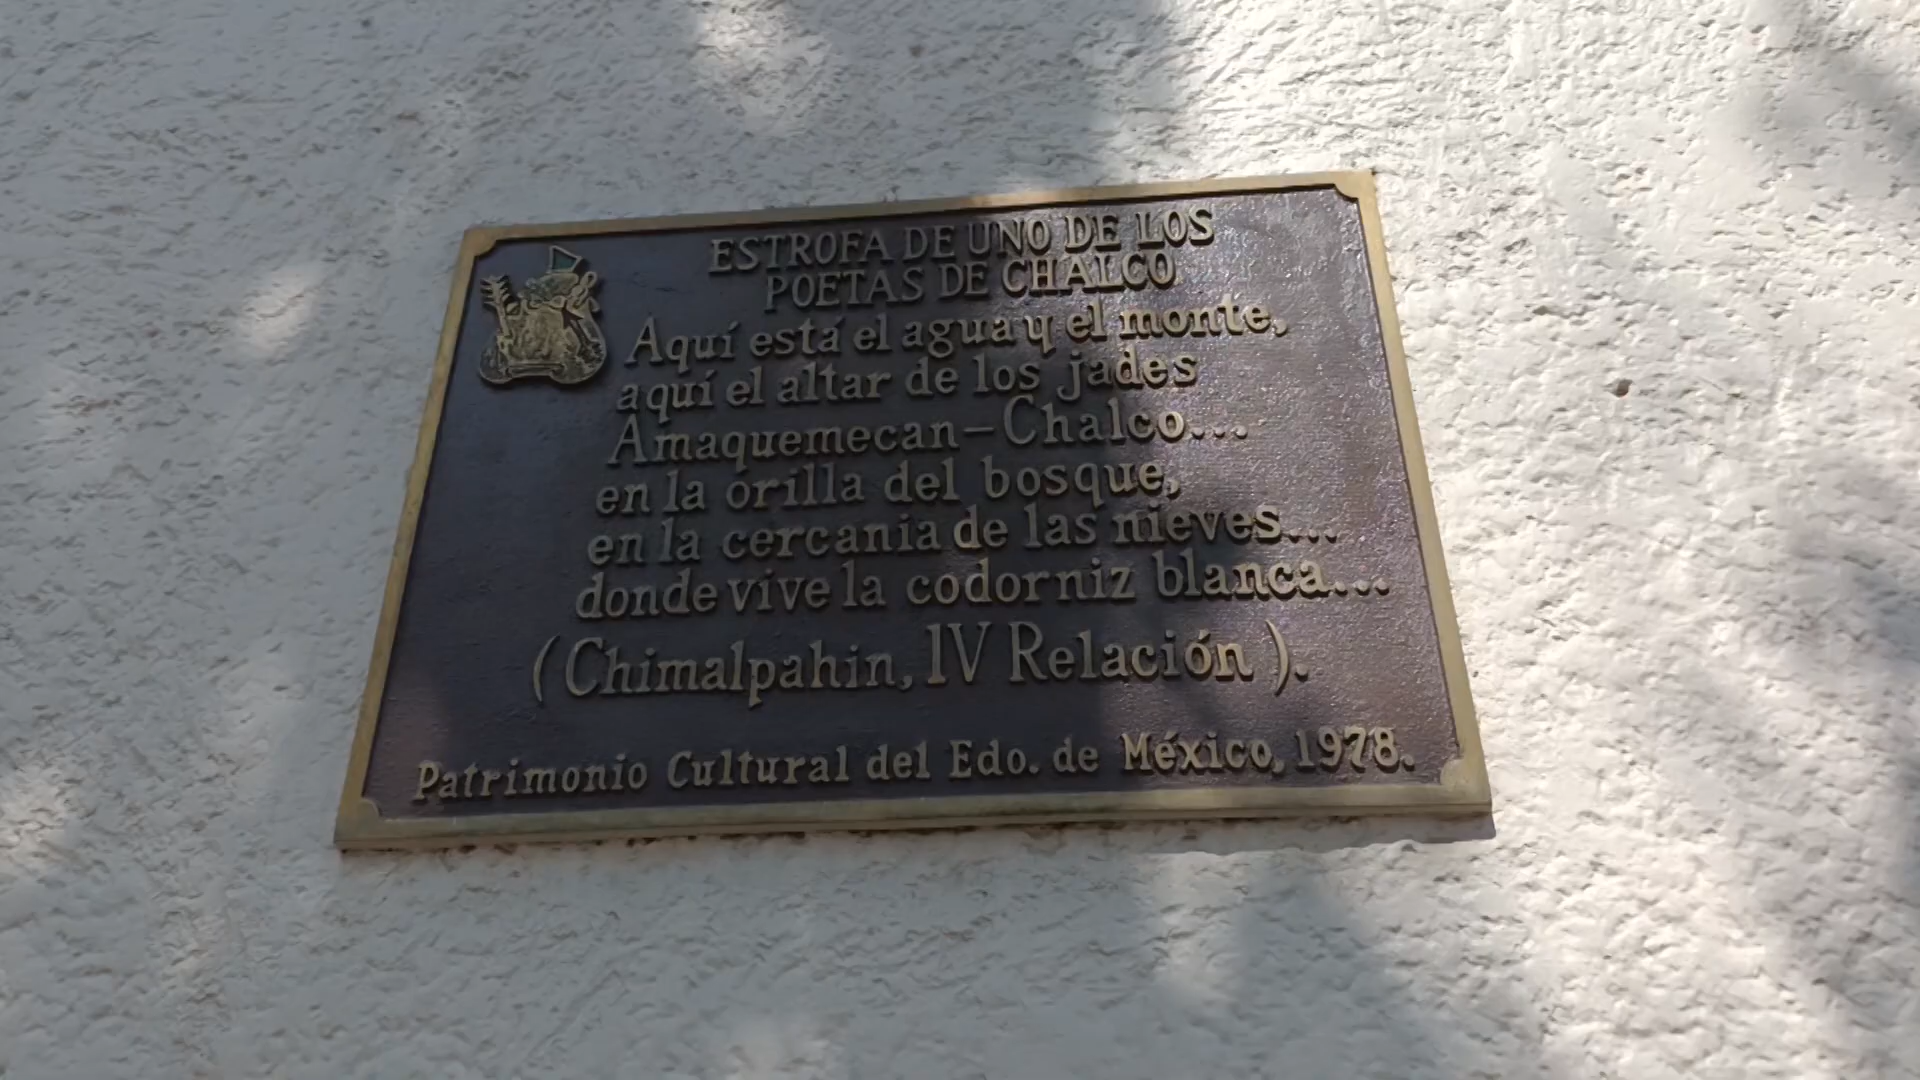 ESTROFA DE UNO DE LOS
POETAS DE CHALCO
Aquí está el agua y el monte,
aquí el altar de los jades
Amaquemecan-Chalco...
en la orilla del bosque,
en la cercania de las nieves...
donde vive la codorniz blanca...
(Chimalpahin, IV Relación).
Patrimonio Cultural del Edo. de México, 1978.